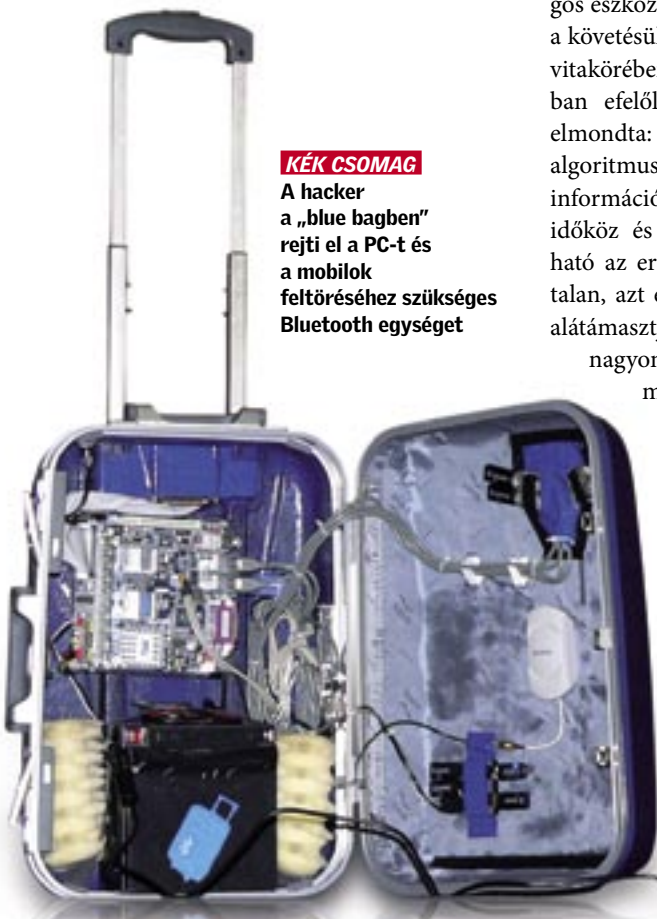 KÉK CSOMAG
A hacker
a „blue bagben”
rejti el a PC-t és
a mobilok
feltöréséhez szükséges
Bluetooth egységet
gos eszköz
a követésül
vitakörébe
ban efelől
elmondta:
algoritmus
információ
időköz és
ható az er
talan, azt
alátámaszt
nagyon
m